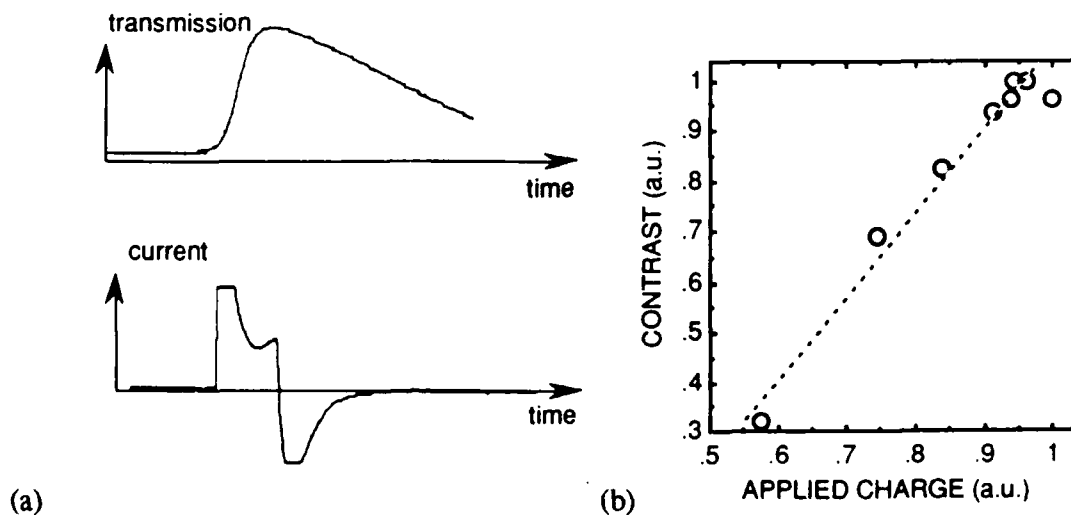 transmission
time
current
time
(a)
CONTRAST (a.u.)
1
.9
.8
.7
.6
.5
.4
.3
.5
.6
.7
.8
.9
1
APPLIED CHARGE (a.u.)
(b)